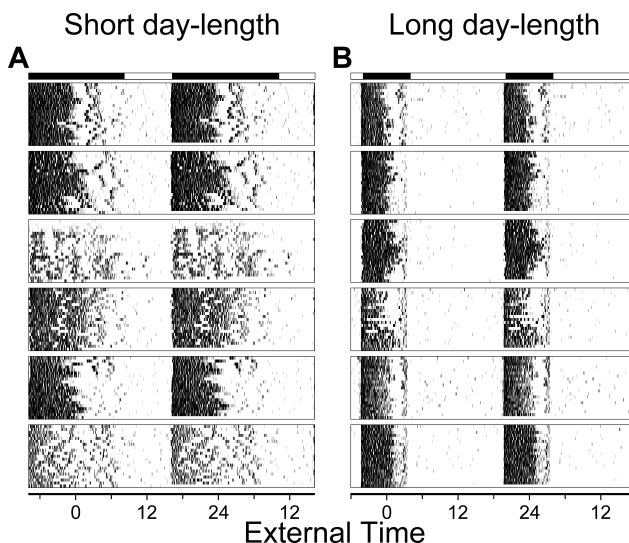 Short day-length
Long day-length
A
B
0 12 24 12
0 12 24 12
External Time